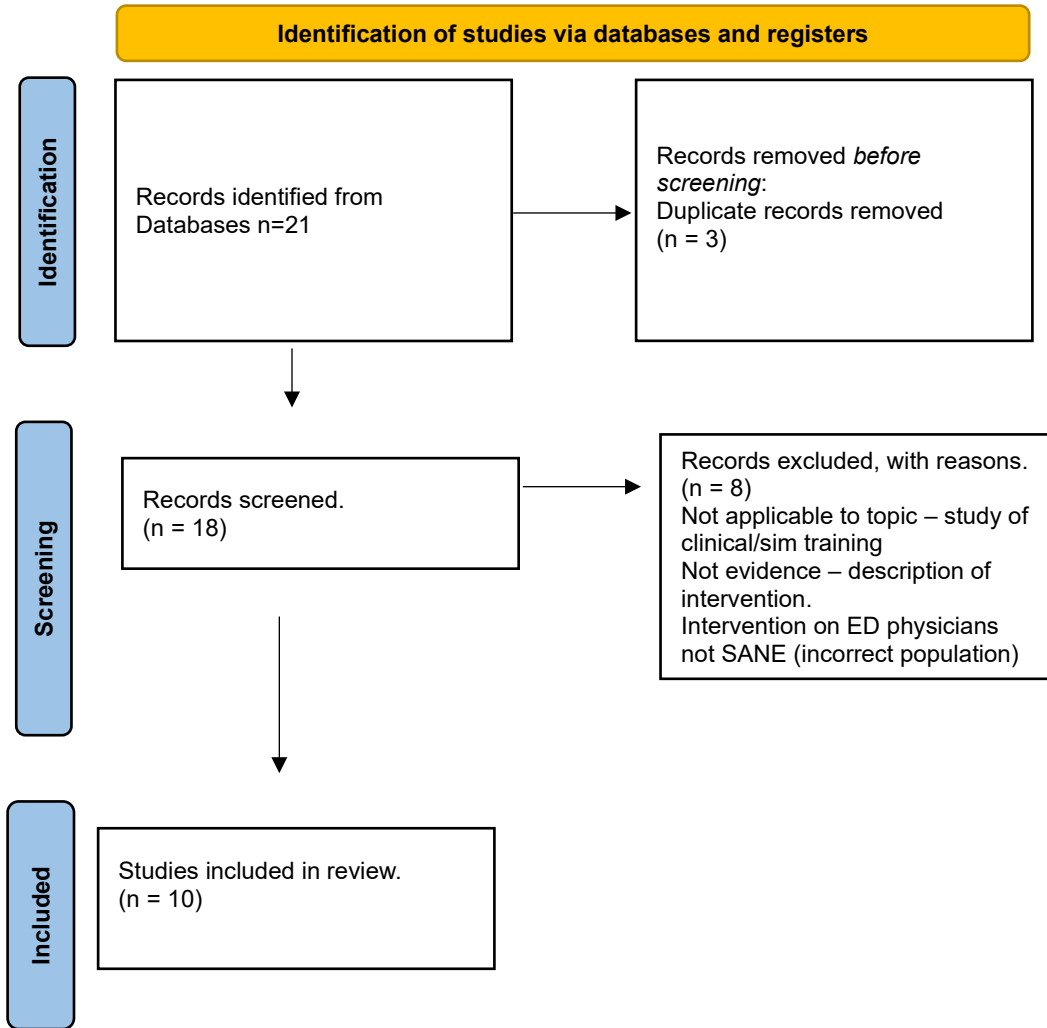 Identification of studies via databases and registers
Identification
Records identified from
Databases n=21
Records removed before
screening:
Duplicate records removed
(n = 3)
Screening
Records screened.
(n = 18)
Records excluded, with reasons.
(n = 8)
Not applicable to topic – study of
clinical/sim training
Not evidence – description of
intervention.
Intervention on ED physicians
not SANE (incorrect population)
Included
Studies included in review.
(n = 10)